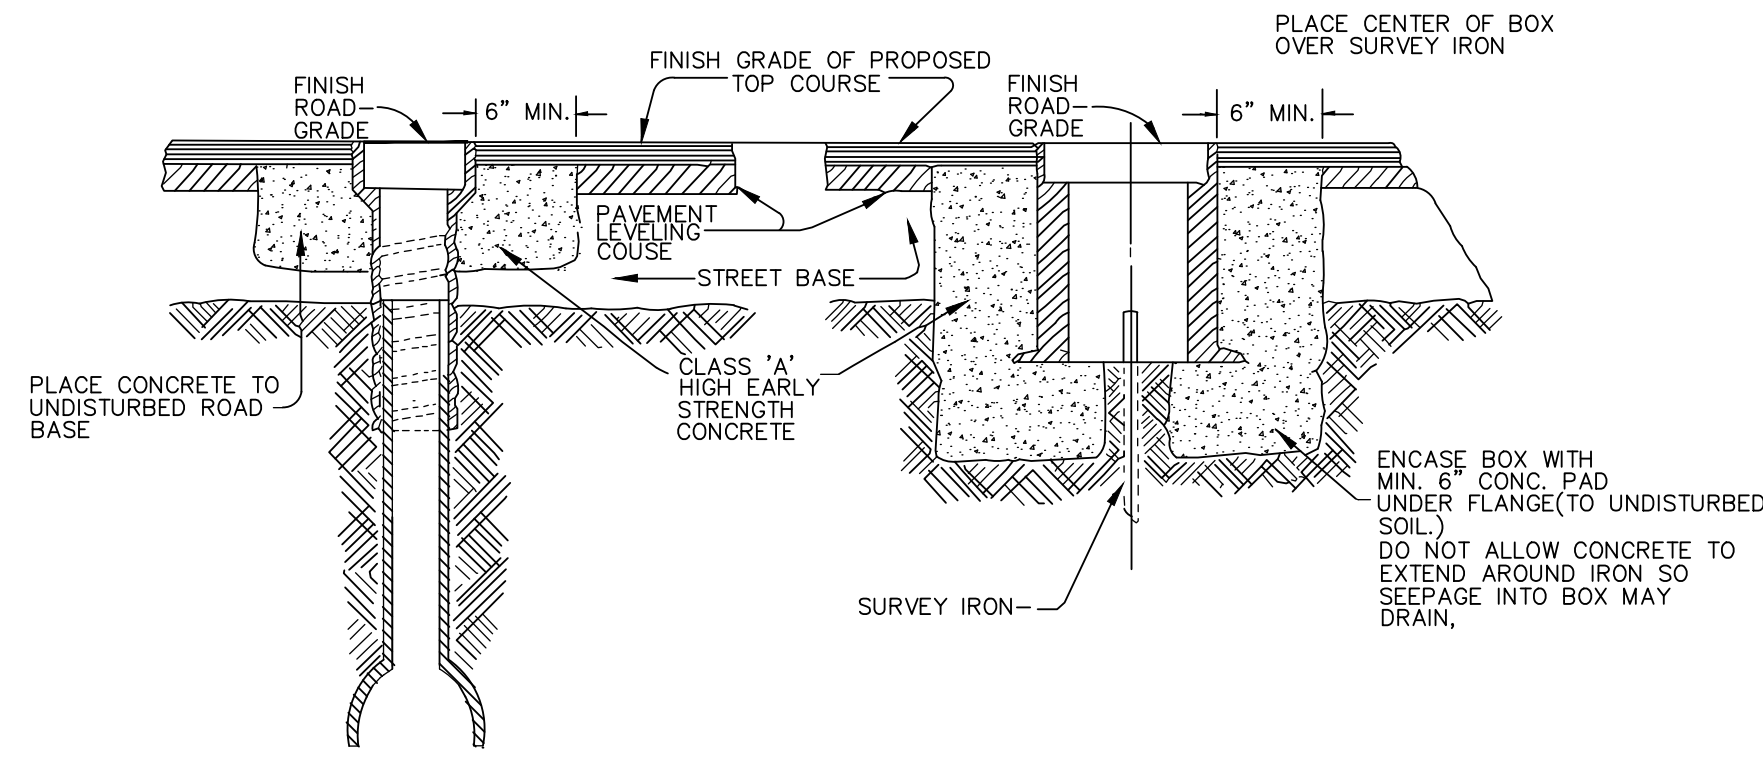 PLACE CENTER OF BOX
OVER SURVEY IRON
FINISH GRADE OF PROPOSED
TOP COURSE
FINISH
ROAD
GRADE
6" MIN.
FINISH
ROAD
GRADE
6" MIN.
PAVEMENT
LEVELING
COUSE
STREET BASE
PLACE CONCRETE TO
UNDISTURBED ROAD
BASE
CLASS 'A'
HIGH EARLY
STRENGTH
CONCRETE
ENCASE BOX WITH
MIN. 6" CONC. PAD
UNDER FLANGE(TO UNDISTURBED
SOIL.)
DO NOT ALLOW CONCRETE TO
EXTEND AROUND IRON SO
SEEPAGE INTO BOX MAY
DRAIN,
SURVEY IRON